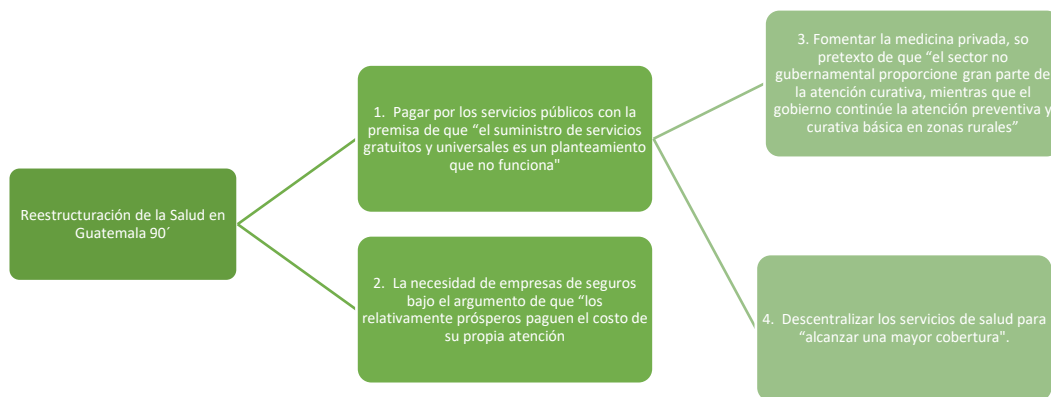 Reestructuración de la Salud en
Guatemala 90´
1. Pagar por los servicios públicos con la
premisa de que “el suministro de servicios
gratuitos y universales es un planteamiento
que no funciona"
2. La necesidad de empresas de seguros
bajo el argumento de que “los
relativamente prósperos paguen el costo de
su propia atención
3. Fomentar la medicina privada, so
pretexto de que “el sector no
gubernamental proporcione gran parte de
la atención curativa, mientras que el
gobierno continúe la atención preventiva y
curativa básica en zonas rurales”
4. Descentralizar los servicios de salud para
“alcanzar una mayor cobertura".